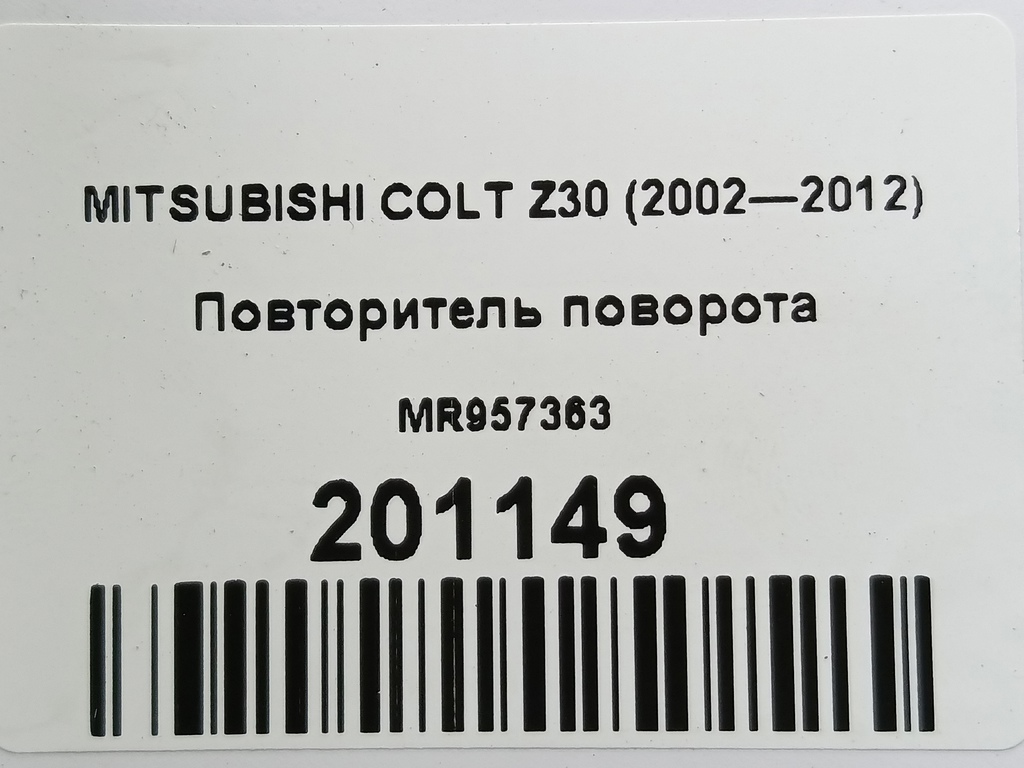 MITSUBISHI COLT Z30 (2002—2012)
Повторитель поворота
MR957363
201149